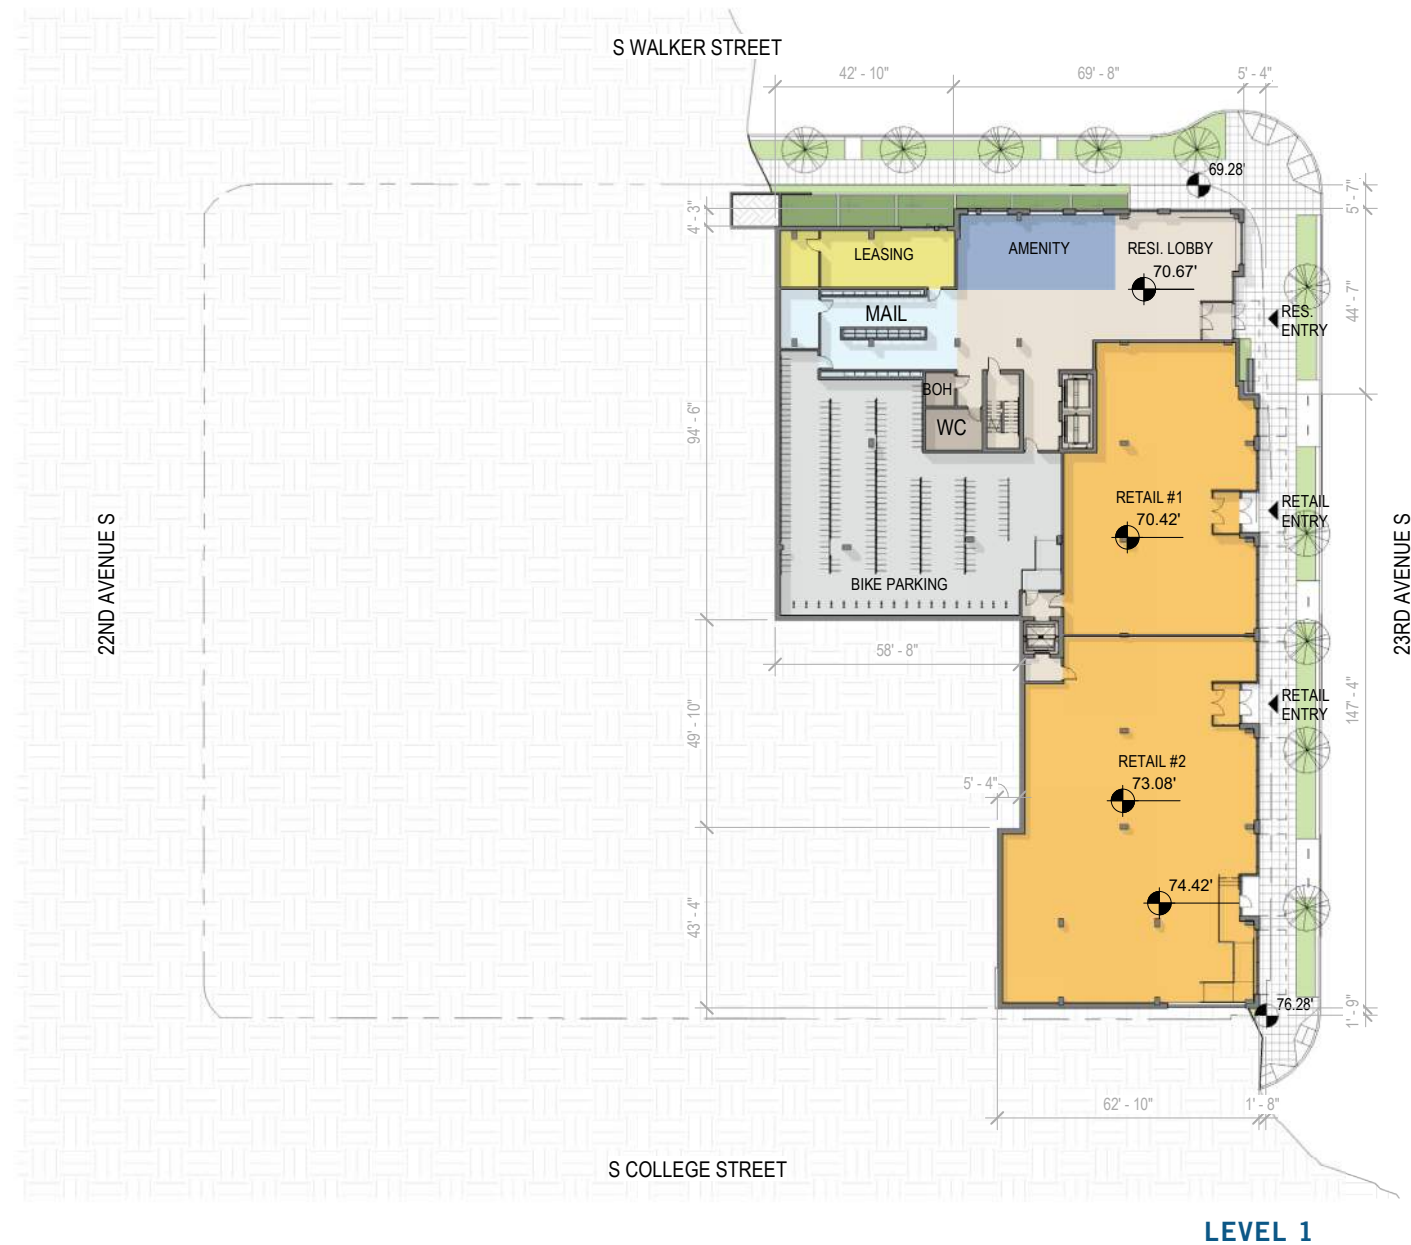 S WALKER STREET
42' - 10"
69' - 8"
5' - 4"
69.28'
5' - 7"
4' - 3"
LEASING
AMENITY
RESI. LOBBY
70.67'
MAIL
RES.
ENTRY
44' - 7"
BOH
WC
94' - 6"
RETAIL #1
70.42'
RETAIL
ENTRY
22ND AVENUE S
23RD AVENUE S
BIKE PARKING
58' - 8"
RETAIL
ENTRY
147' - 4"
49' - 10"
RETAIL #2
73.08'
5' - 4"
74.42'
43' - 4"
76.28'
1' - 9"
62' - 10"
1' - 8"
S COLLEGE STREET
LEVEL 1